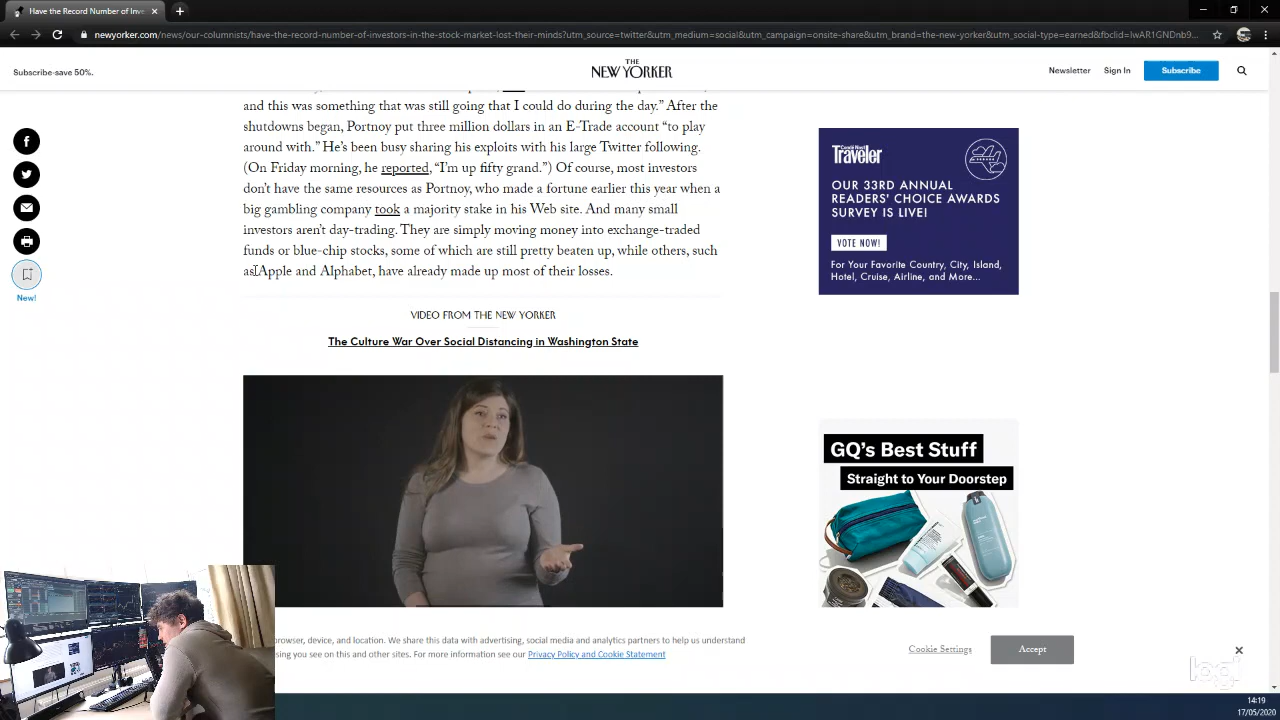 Have the Record Number of Inve
newyorker.com/news/our-columnists/have-the-record-number-of-investors-in-the-stock-market-lost-their-minds?utm_source=twitter&utm_medium=social&utm_campaign=onsite-share&utm_brand=the-new-yorker&utm_social-type=earned&fbclid=IwAR1GNDnb9...
Subscribe-save 50%.
THE
NEW YORKER
Newsletter
Sign In
Subscribe
and this was something that was still going that I could do during the day.” After the
shutdowns began, Portnoy put three million dollars in an E-Trade account “to play
around with.” He’s been busy sharing his exploits with his large Twitter following.
(On Friday morning, he reported, “I’m up fifty grand.”) Of course, most investors
don’t have the same resources as Portnoy, who made a fortune earlier this year when a
big gambling company took a majority stake in his Web site. And many small
investors aren’t day-trading. They are simply moving money into exchange-traded
funds or blue-chip stocks, some of which are still pretty beaten up, while others, such
as Apple and Alphabet, have already made up most of their losses.
New!
VIDEO FROM THE NEW YORKER
The Culture War Over Social Distancing in Washington State
Condé Nast
Traveler
OUR 33RD ANNUAL
READERS' CHOICE AWARDS
SURVEY IS LIVE!
VOTE NOW!
For Your Favorite Country, City, Island,
Hotel, Cruise, Airline, and More...
GQ's Best Stuff
Straight to Your Doorstep
browser, device, and location. We share this data with advertising, social media and analytics partners to help us understand
sing you see on this and other sites. For more information see our Privacy Policy and Cookie Statement
Cookie Settings
Accept
14:19
17/05/2020